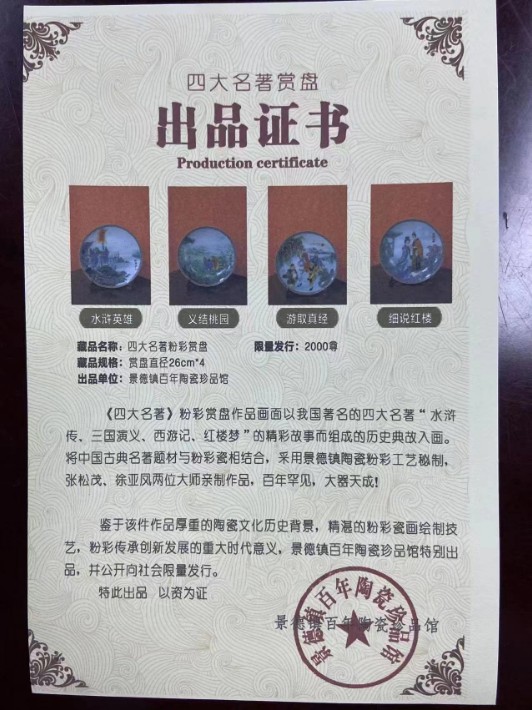 四大名著赏盘
出品证书
Production certificate
水浒英雄 义结桃园 游取真经 细说红楼
藏品名称：四大名著粉彩赏盘 限量发行：2000尊
藏品规格：赏盘直径26cm*4
出品单位：景德镇百年陶瓷珍品馆
《四大名著》粉彩赏盘作品画面以我国著名的四大名著“水浒
传、三国演义、西游记、红楼梦”的精彩故事而组成的历史典故入画。
将中国古典名著题材与粉彩瓷相结合，采用景德镇陶瓷粉彩工艺秘制，
张松茂、徐亚凤两位大师亲制作品，百年罕见，大器天成！
鉴于该件作品厚重的陶瓷文化历史背景，精湛的粉彩瓷画绘制技
艺，粉彩传承创新发展的重大时代意义，景德镇百年陶瓷珍品馆特别出
品，并公开向社会限量发行。
特此出品 以资为证
景德镇百年陶瓷珍品馆
景德镇百年陶瓷珍品馆